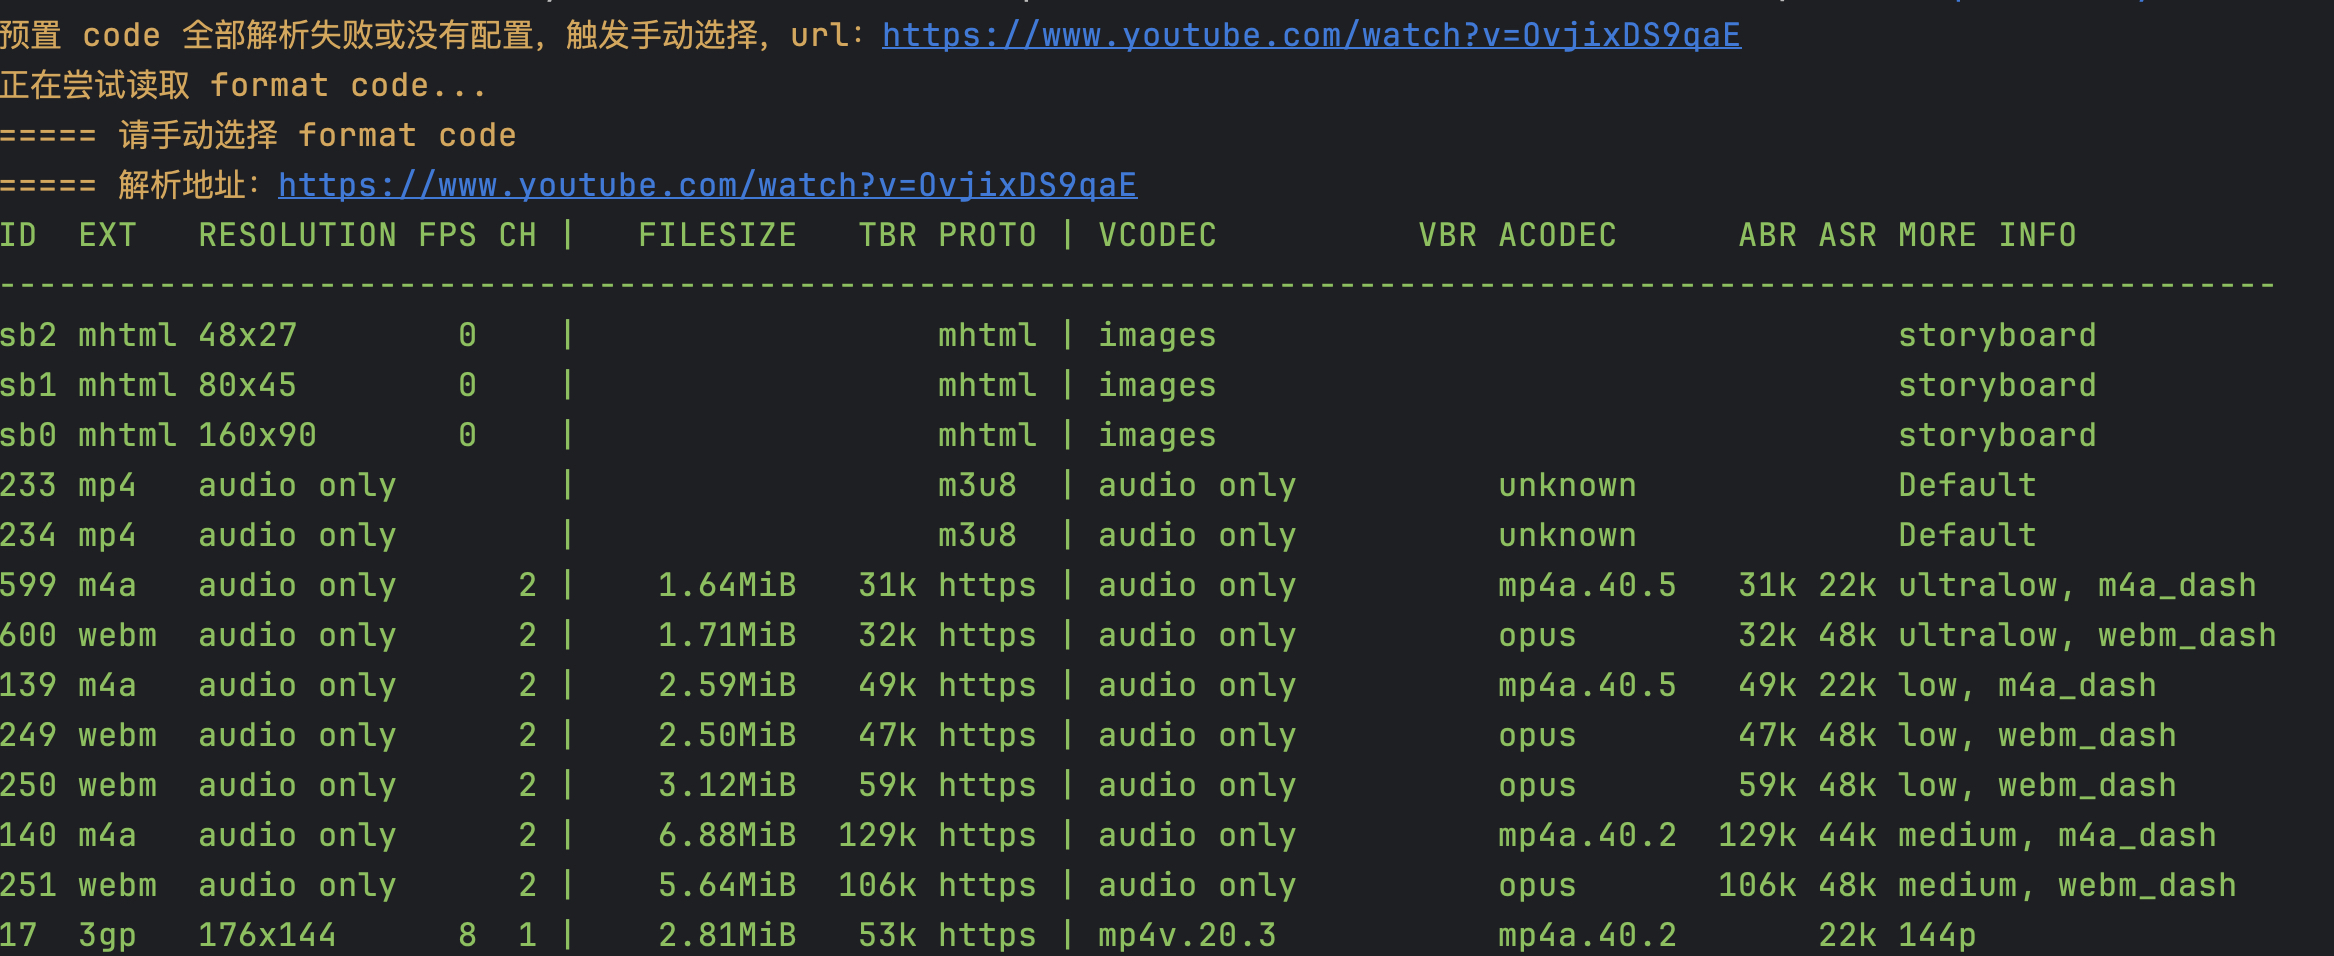 预置 code 全部解析失败或没有配置，触发手动选择，url：https://www.youtube.com/watch?v=OvjixDS9qaE
正在尝试读取 format code...
===== 请手动选择 format code
===== 解析地址：https://www.youtube.com/watch?v=OvjixDS9qaE
ID  EXT   RESOLUTION FPS CH |   FILESIZE   TBR PROTO | VCODEC          VBR ACODEC      ABR ASR MORE INFO
------------------------------------------------------------------------------------------------------------------
sb2 mhtml 48x27        0    |                  mhtml | images                                  storyboard
sb1 mhtml 80x45        0    |                  mhtml | images                                  storyboard
sb0 mhtml 160x90       0    |                  mhtml | images                                  storyboard
233 mp4   audio only        |                  m3u8  | audio only          unknown             Default
234 mp4   audio only        |                  m3u8  | audio only          unknown             Default
599 m4a   audio only      2 |    1.64MiB   31k https | audio only          mp4a.40.5   31k 22k ultralow, m4a_dash
600 webm  audio only      2 |    1.71MiB   32k https | audio only          opus        32k 48k ultralow, webm_dash
139 m4a   audio only      2 |    2.59MiB   49k https | audio only          mp4a.40.5   49k 22k low, m4a_dash
249 webm  audio only      2 |    2.50MiB   47k https | audio only          opus        47k 48k low, webm_dash
250 webm  audio only      2 |    3.12MiB   59k https | audio only          opus        59k 48k low, webm_dash
140 m4a   audio only      2 |    6.88MiB  129k https | audio only          mp4a.40.2  129k 44k medium, m4a_dash
251 webm  audio only      2 |    5.64MiB  106k https | audio only          opus       106k 48k medium, webm_dash
17  3gp   176x144      8  1 |    2.81MiB   53k https | mp4v.20.3           mp4a.40.2       22k 144p